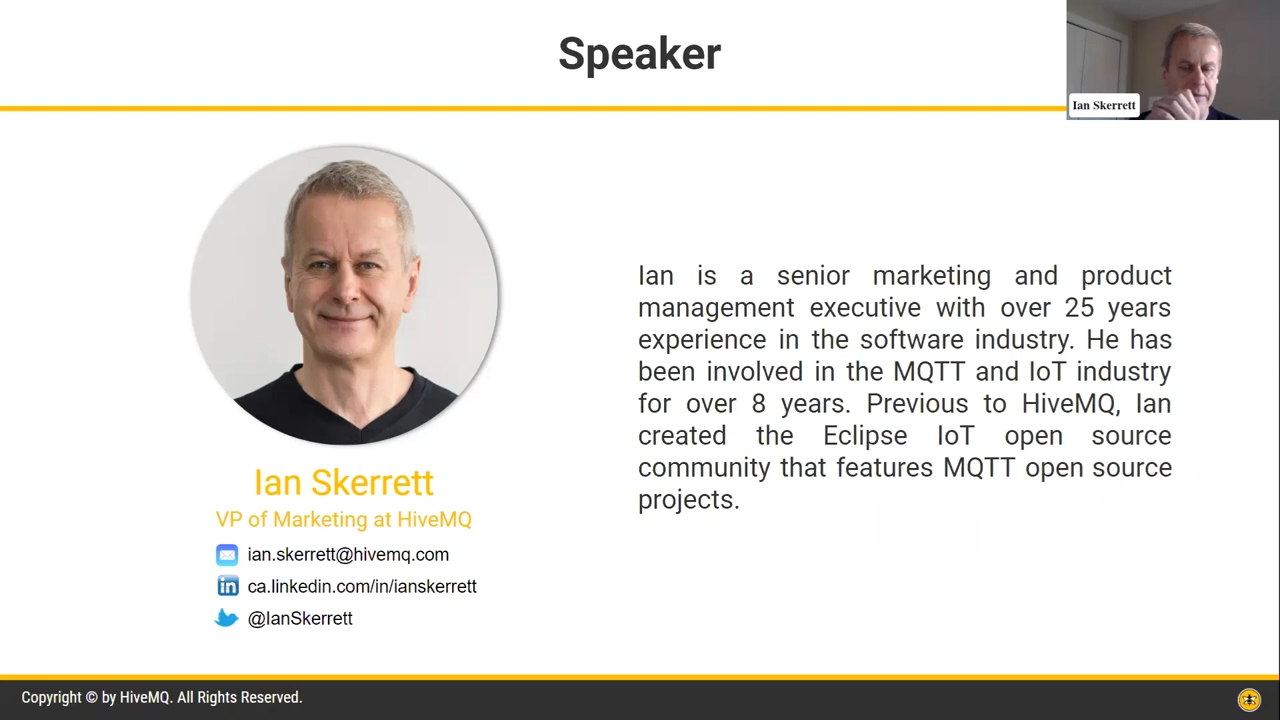 Speaker
Ian Skerrett
Ian Skerrett
VP of Marketing at HiveMQ
ian.skerrett@hivemq.com
in ca.linkedin.com/in/ianskerrett
@IanSkerrett
Ian is a senior marketing and product
management executive with over 25 years
experience in the software industry. He has
been involved in the MQTT and IoT industry
for over 8 years. Previous to HiveMQ, Ian
created the Eclipse IoT open source
community that features MQTT open source
projects.
Copyright © by HiveMQ. All Rights Reserved.